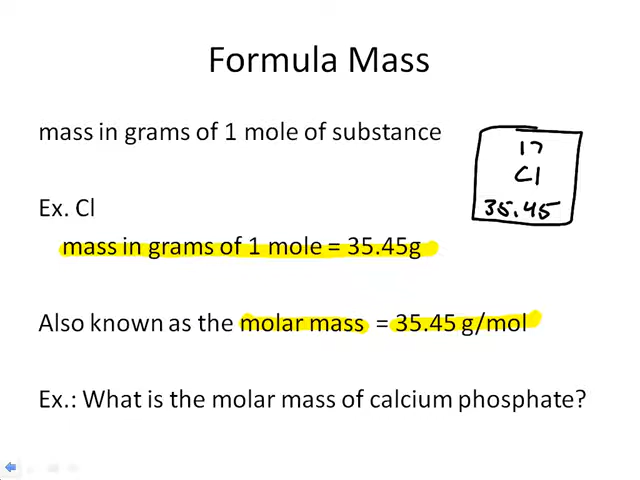 Formula Mass
mass in grams of 1 mole of substance
17
Cl
35.45
Ex. Cl
mass in grams of 1 mole = 35.45g
Also known as the molar mass = 35.45 g/mol
Ex.: What is the molar mass of calcium phosphate?